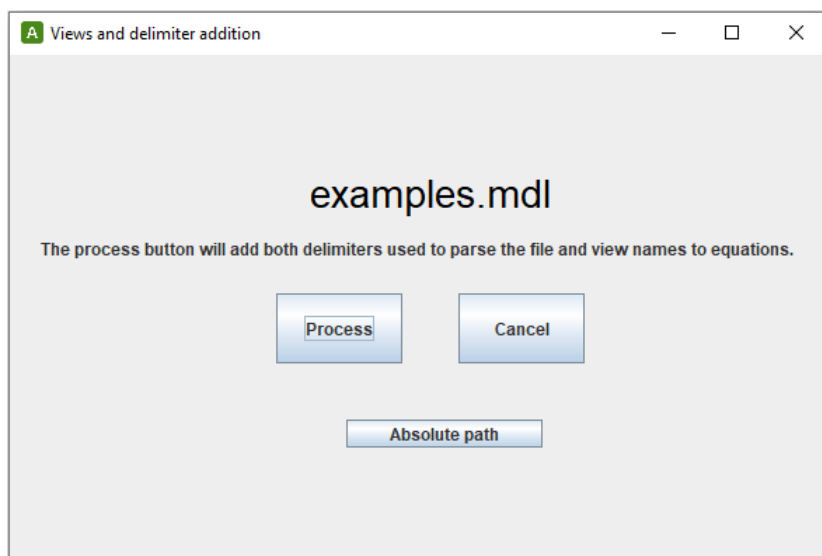 A Views and delimiter addition
examples.mdl
The process button will add both delimiters used to parse the file and view names to equations.
Process Cancel
Absolute path